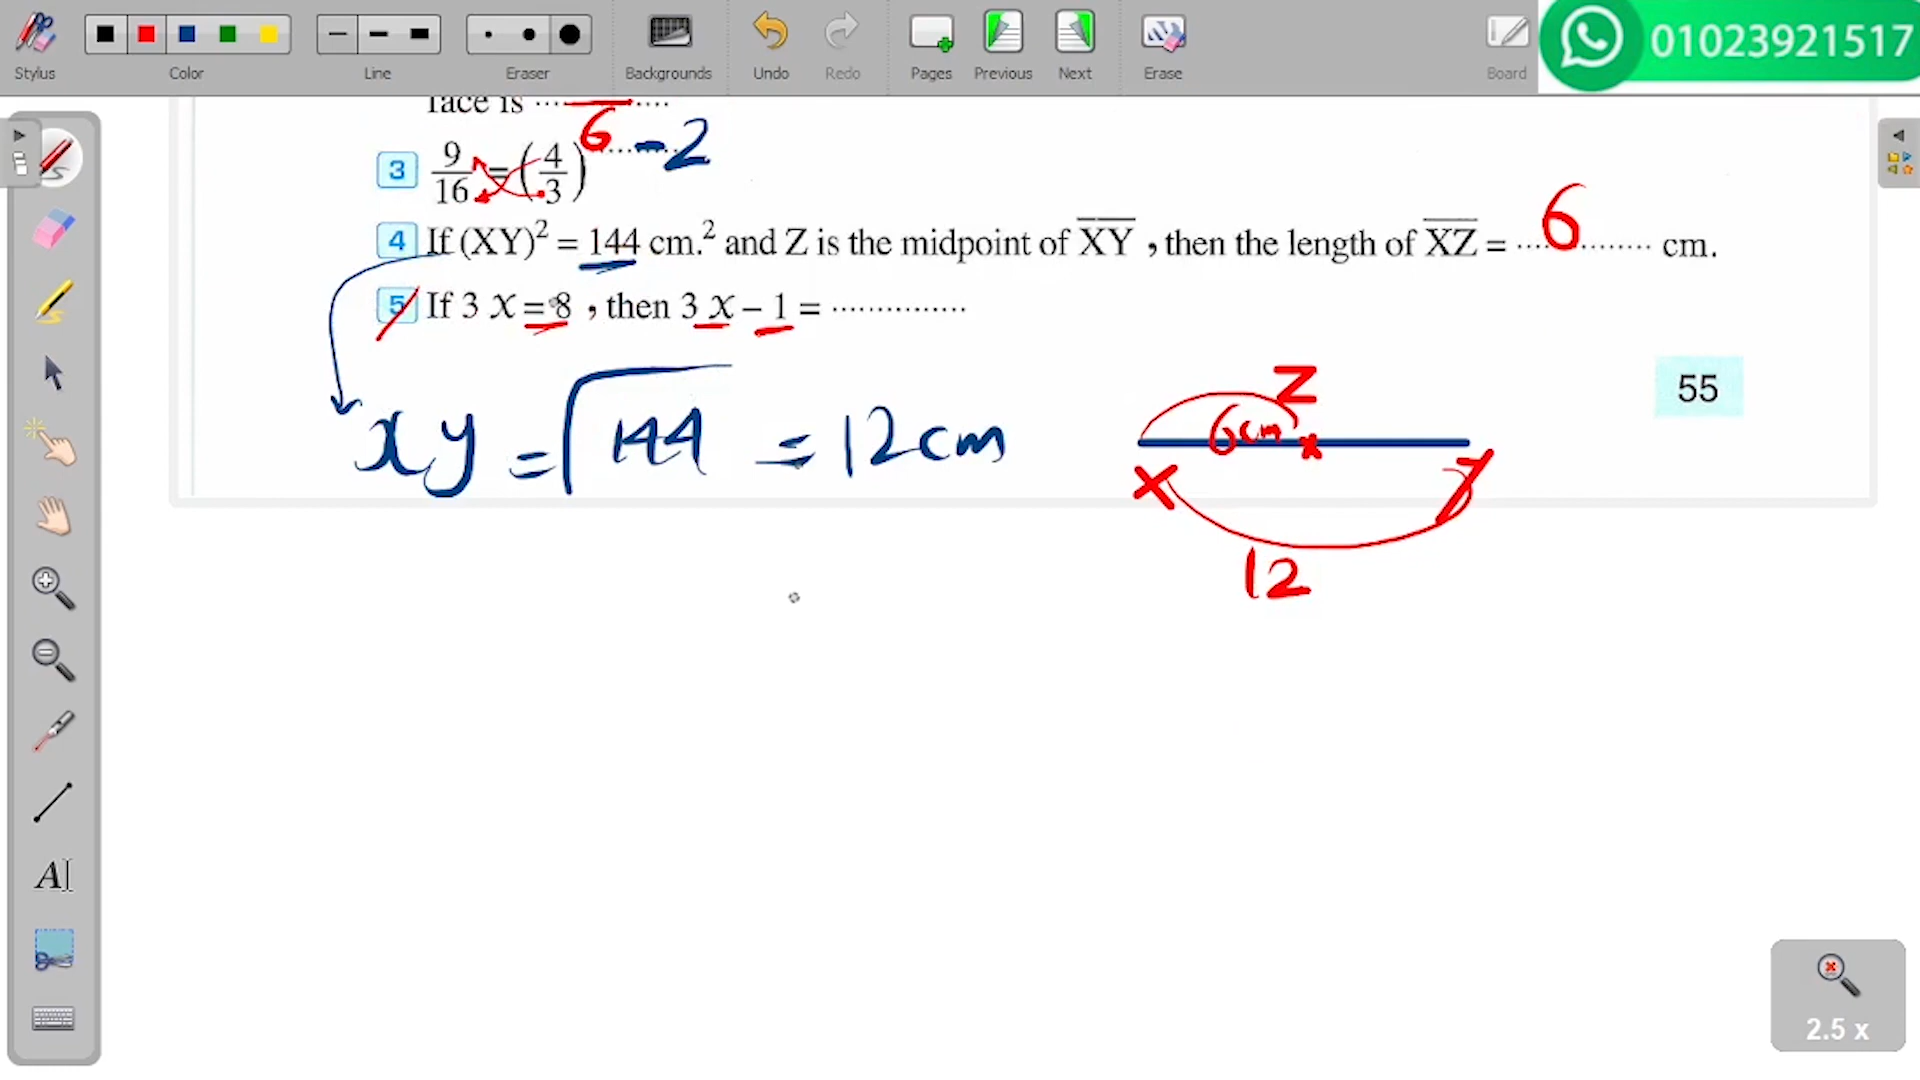 Stylus Color Line Eraser Backgrounds Undo Redo Pages Previous Next Erase Board 01023921517
face is ...............
6
3 9/16 = (4/3)^...... -2
4 If (XY)² = 144 cm.² and Z is the midpoint of XY , then the length of XZ = ............... cm.
6
5 If 3 X = 8 , then 3 X − 1 = ...............
55
xy = √144 = 12cm
Z
6cm
x y
12
2.5 x